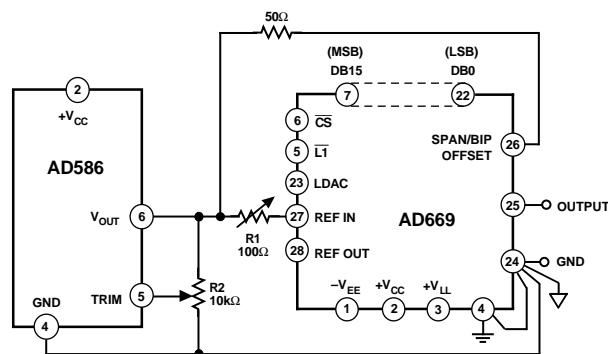 50Ω
(MSB)
DB15
(LSB)
DB0
7
22
2
+VCC
6
CS
SPAN/BIP
OFFSET
26
5
L1
AD586
23
LDAC
25
OUTPUT
VOUT
6
27
REF IN
AD669
R1
100Ω
28
REF OUT
24
GND
TRIM
5
R2
10kΩ
–VEE
+VCC
+VLL
GND
4
1
2
3
4